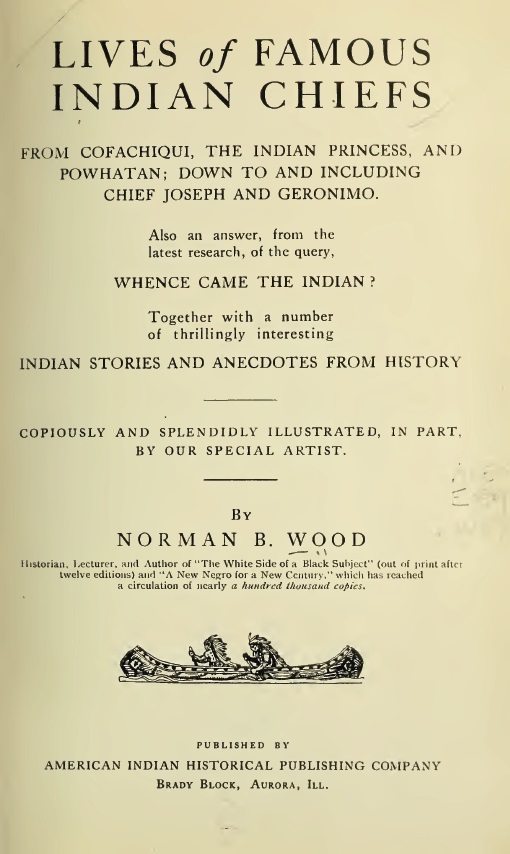 LIVES of FAMOUS
INDIAN CHIEFS
FROM COFACHIQUI, THE INDIAN PRINCESS, AND
POWHATAN; DOWN TO AND INCLUDING
CHIEF JOSEPH AND GERONIMO.
Also an answer, from the
latest research, of the query,
WHENCE CAME THE INDIAN?
Together with a number
of thrillingly interesting
INDIAN STORIES AND ANECDOTES FROM HISTORY
COPIOUSLY AND SPLENDIDLY ILLUSTRATED, IN PART,
BY OUR SPECIAL ARTIST.
BY
NORMAN B. WOOD
Historian, Lecturer, and Author of "The White Side of a Black Subject" (out of print after
twelve editions) and "A New Negro for a New Century," which has reached
a circulation of nearly a hundred thousand copies.
PUBLISHED BY
AMERICAN INDIAN HISTORICAL PUBLISHING COMPANY
BRADY BLOCK, AURORA, ILL.